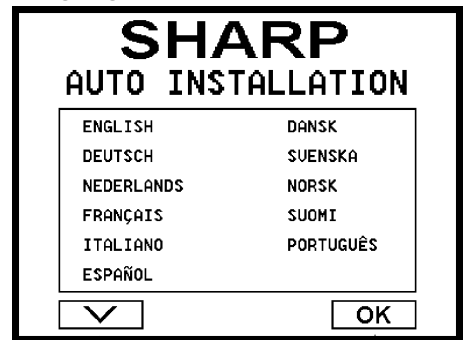 SHARP
AUTO INSTALLATION
ENGLISH DANSK
DEUTSCH SVENSKA
NEDERLANDS NORSK
FRANÇAIS SUOMI
ITALIANO PORTUGUÊS
ESPAÑOL
OK